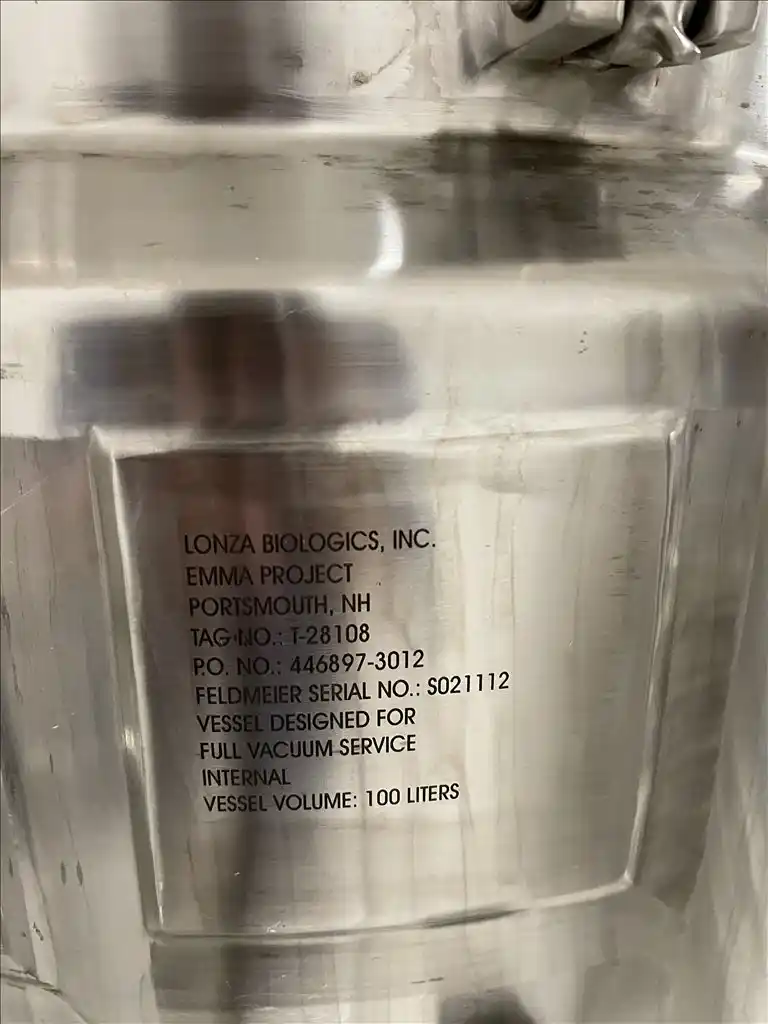 LONZA BIOLOGICS, INC.
EMMA PROJECT
PORTSMOUTH, NH
TAG NO.: T-28108
P.O. NO.: 446897-3012
FELDMEIER SERIAL NO.: S021112
VESSEL DESIGNED FOR
FULL VACUUM SERVICE
INTERNAL
VESSEL VOLUME: 100 LITERS